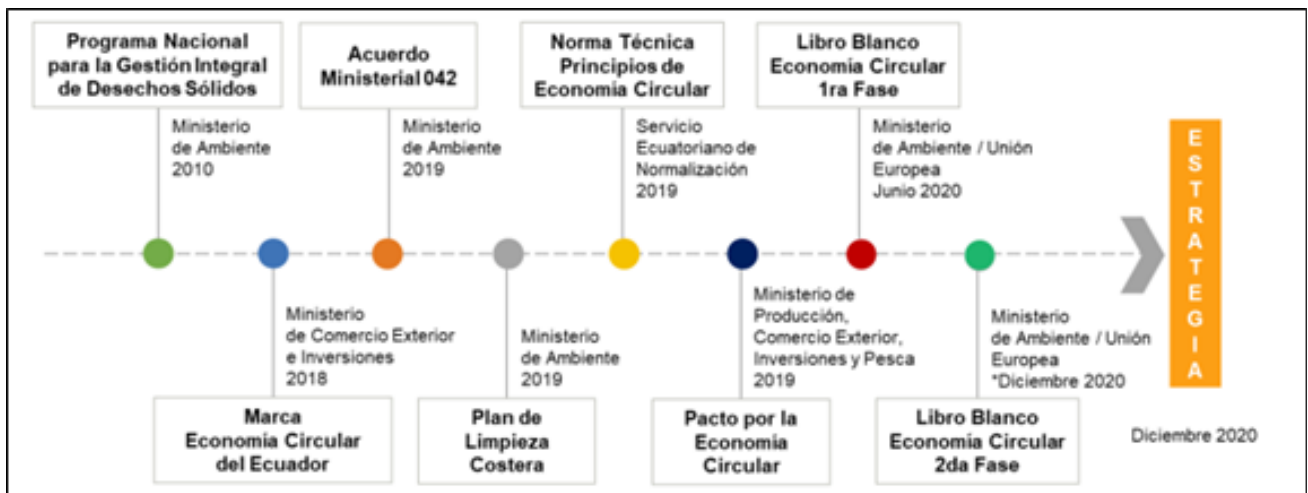 Programa Nacional
para la Gestión Integral
de Desechos Sólidos
Ministerio
de Ambiente
2010
Marca
Economía Circular
del Ecuador
Ministerio
de Comercio Exterior
e Inversiones
2018
Acuerdo
Ministerial 042
Ministerio
de Ambiente
2019
Plan de
Limpieza
Costera
Ministerio
de Ambiente
2019
Norma Técnica
Principios de
Economía Circular
Servicio
Ecuatoriano de
Normalización
2019
Pacto por la
Economía
Circular
Ministerio de
Producción,
Comercio Exterior,
Inversiones y Pesca
2019
Libro Blanco
Economía Circular
1ra Fase
Ministerio
de Ambiente / Unión
Europea
Junio 2020
Libro Blanco
Economía Circular
2da Fase
Ministerio
de Ambiente / Unión
Europea
*Diciembre 2020
ESTRATEGIA
Diciembre 2020